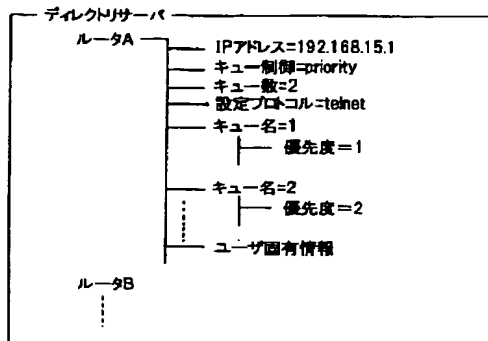 ディレクトリサーバ
ルータA
IPアドレス=192.168.15.1
キュー制御=priority
キュー数=2
設定プロトコル=telnet
キュー名=1
優先度=1
キュー名=2
優先度=2
ユーザ固有情報
ルータB